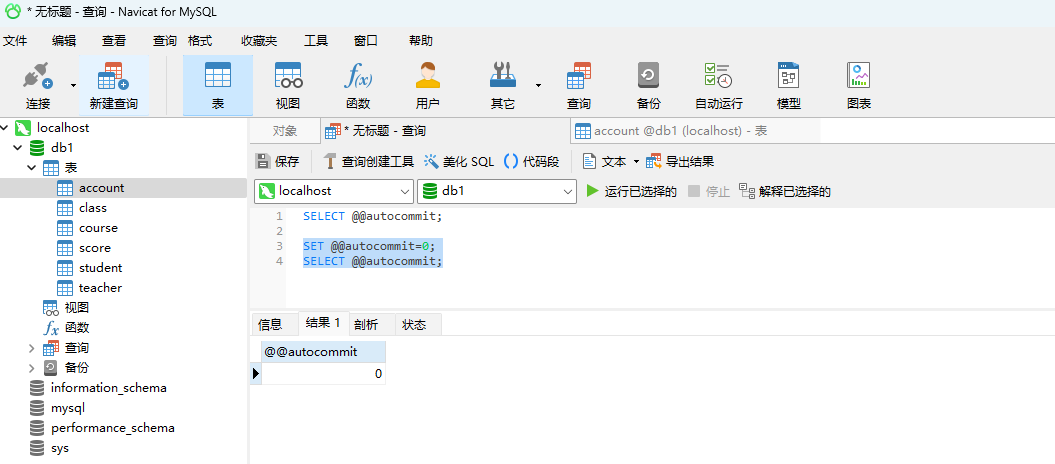 * 无标题 - 查询 - Navicat for MySQL
文件 编辑 查看 查询 格式 收藏夹 工具 窗口 帮助
连接 新建查询 表 视图 函数 用户 其它 查询 备份 自动运行 模型 图表
localhost
db1
表
account
class
course
score
student
teacher
视图
函数
查询
备份
information_schema
mysql
performance_schema
sys
对象 * 无标题 - 查询 account @db1 (localhost) - 表
保存 查询创建工具 美化 SQL 代码段 文本 导出结果
localhost db1 运行已选择的 停止 解释已选择的
1 SELECT @@autocommit;
2
3 SET @@autocommit=0;
4 SELECT @@autocommit;
信息 结果 1 剖析 状态
@@autocommit
0